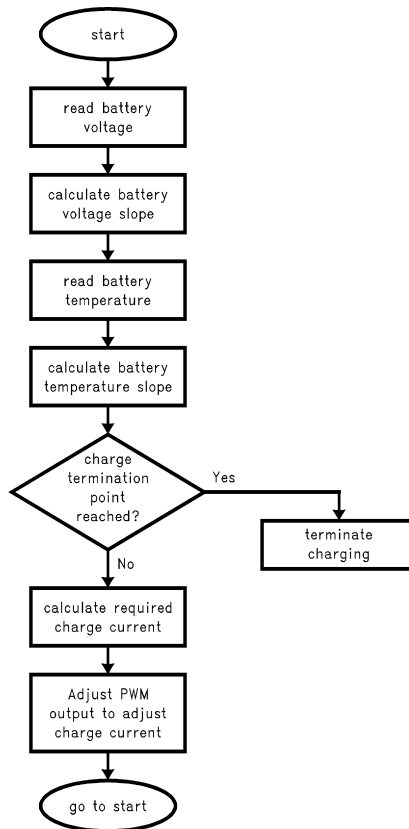 start
read battery
voltage
calculate battery
voltage slope
read battery
temperature
calculate battery
temperature slope
charge
termination
point
reached?
Yes
terminate
charging
No
calculate required
charge current
Adjust PWM
output to adjust
charge current
go to start